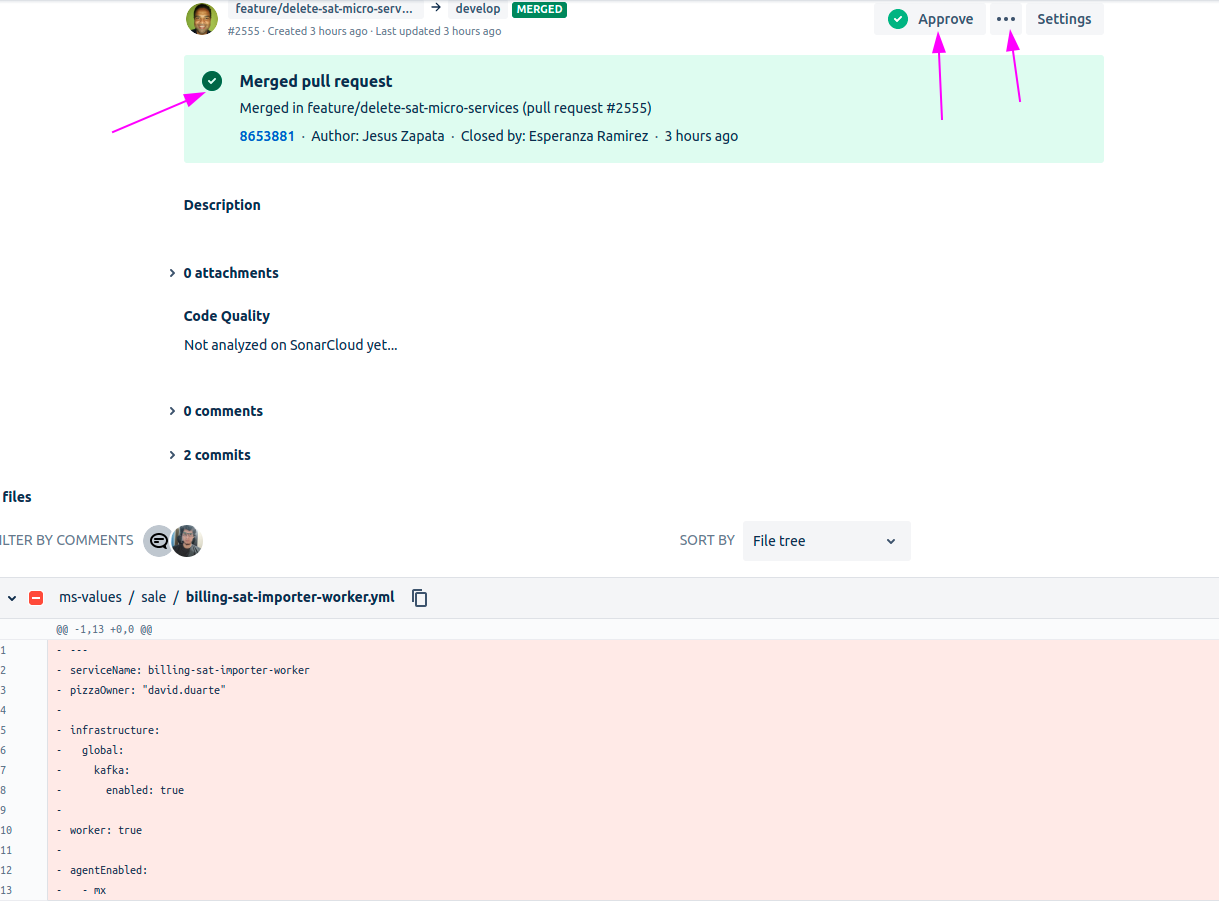 feature/delete-sat-micro-serv... → develop MERGED
#2555 · Created 3 hours ago · Last updated 3 hours ago
Approve ••• Settings
Merged pull request
Merged in feature/delete-sat-micro-services (pull request #2555)
8653881 · Author: Jesus Zapata · Closed by: Esperanza Ramirez · 3 hours ago
Description
0 attachments
Code Quality
Not analyzed on SonarCloud yet...
0 comments
2 commits
files
ILTER BY COMMENTS
SORT BY File tree
ms-values / sale / billing-sat-importer-worker.yml
@@ -1,13 +0,0 @@
1 - ---
2 - serviceName: billing-sat-importer-worker
3 - pizzaOwner: "david.duarte"
4 -
5 - infrastructure:
6 -   global:
7 -     kafka:
8 -       enabled: true
9 -
10 - worker: true
11 -
12 - agentEnabled:
13 -   - mx